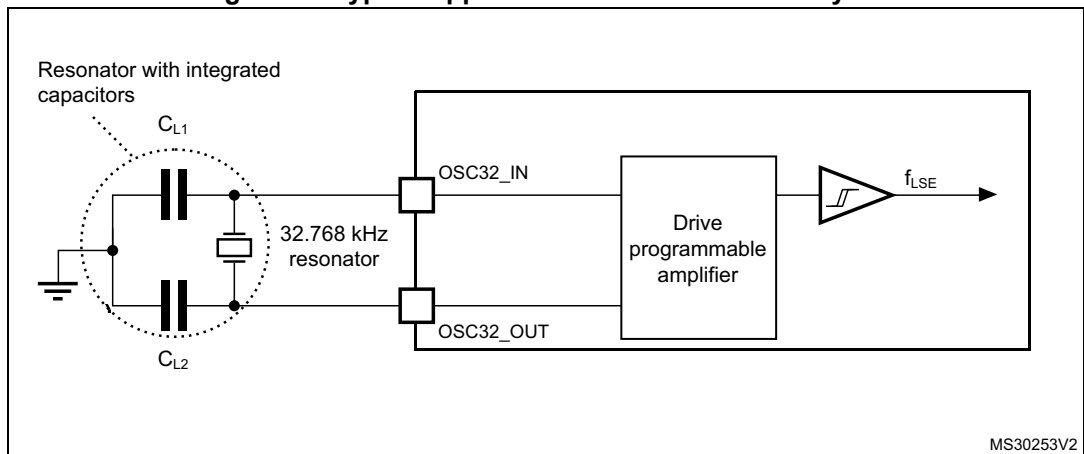 Resonator with integrated
capacitors
CL1
OSC32_IN
fLSE
32.768 kHz
resonator
Drive
programmable
amplifier
OSC32_OUT
CL2
MS30253V2